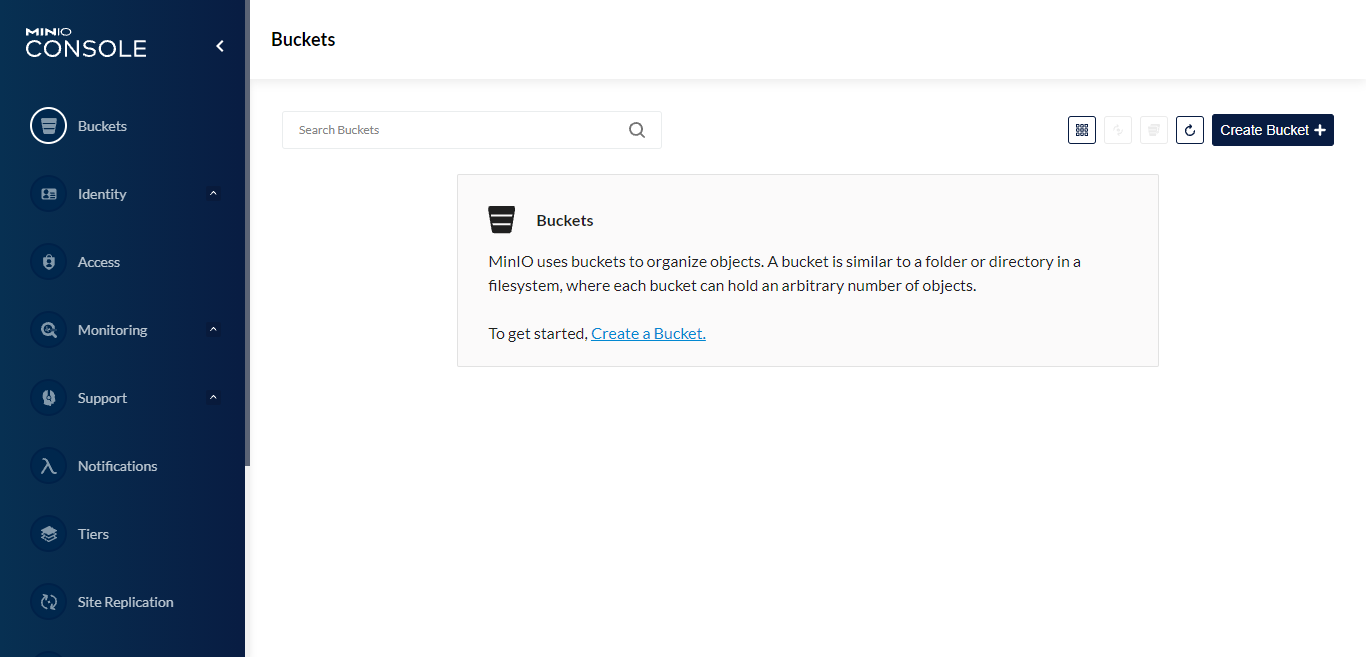 MINIO
CONSOLE
Buckets
Identity
Access
Monitoring
Support
Notifications
Tiers
Site Replication
Buckets
Search Buckets
Create Bucket +
Buckets
MinIO uses buckets to organize objects. A bucket is similar to a folder or directory in a
filesystem, where each bucket can hold an arbitrary number of objects.
To get started, Create a Bucket.